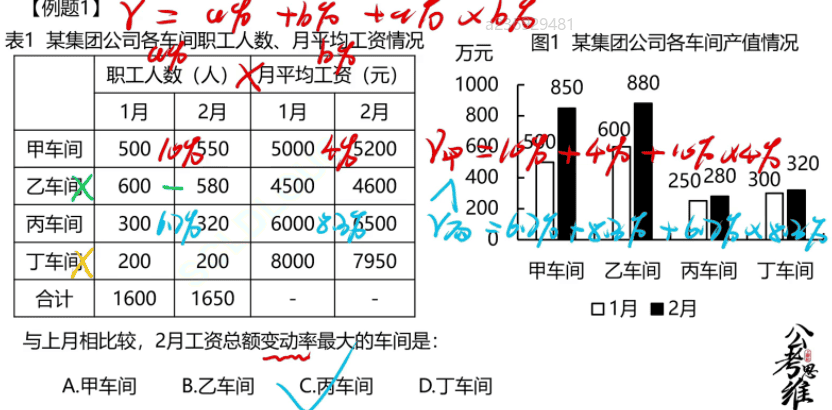 【例题1】 r = a% + b% + a% × b%
a235329481
表1 某集团公司各车间职工人数、月平均工资情况
a% b%
职工人数（人） × 月平均工资（元）
1月 2月 1月 2月
甲车间 500 10% 550 5000 4% 5200
乙车间 × 600 - 580 4500 4600
丙车间 300 6.7% 320 6000 8.3% 6500
丁车间 × 200 200 8000 7950
合计 1600 1650 - -
图1 某集团公司各车间产值情况
万元
1000
800
600
400
200
0
850
880
500
600
250 280
300 320
r甲 = 10% + 4% + 10% × 4%
r丙 = 6.7% + 8.3% + 6.7% × 8.3%
甲车间 乙车间 丙车间 丁车间
1月 2月
与上月相比较，2月工资总额变动率最大的车间是：
A.甲车间 B.乙车间 C.丙车间 D.丁车间
公考思维